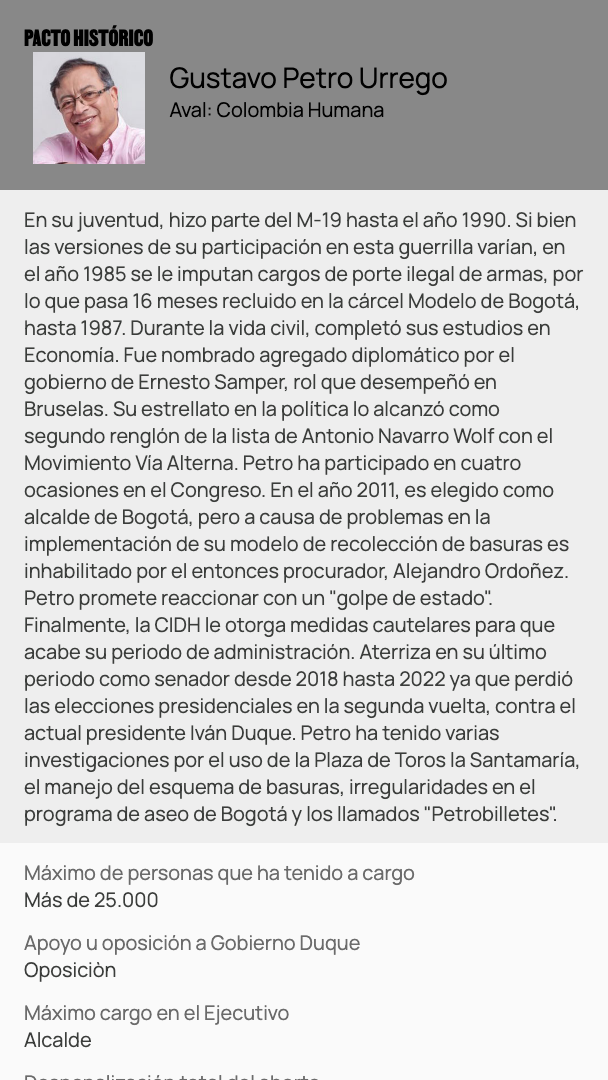 PACTO HISTÓRICO
Gustavo Petro Urrego
Aval: Colombia Humana
En su juventud, hizo parte del M-19 hasta el año 1990. Si bien
las versiones de su participación en esta guerrilla varían, en
el año 1985 se le imputan cargos de porte ilegal de armas, por
lo que pasa 16 meses recluido en la cárcel Modelo de Bogotá,
hasta 1987. Durante la vida civil, completó sus estudios en
Economía. Fue nombrado agregado diplomático por el
gobierno de Ernesto Samper, rol que desempeñó en
Bruselas. Su estrellato en la política lo alcanzó como
segundo renglón de la lista de Antonio Navarro Wolf con el
Movimiento Vía Alterna. Petro ha participado en cuatro
ocasiones en el Congreso. En el año 2011, es elegido como
alcalde de Bogotá, pero a causa de problemas en la
implementación de su modelo de recolección de basuras es
inhabilitado por el entonces procurador, Alejandro Ordoñez.
Petro promete reaccionar con un "golpe de estado".
Finalmente, la CIDH le otorga medidas cautelares para que
acabe su periodo de administración. Aterriza en su último
periodo como senador desde 2018 hasta 2022 ya que perdió
las elecciones presidenciales en la segunda vuelta, contra el
actual presidente Iván Duque. Petro ha tenido varias
investigaciones por el uso de la Plaza de Toros la Santamaría,
el manejo del esquema de basuras, irregularidades en el
programa de aseo de Bogotá y los llamados "Petrobilletes".
Máximo de personas que ha tenido a cargo
Más de 25.000
Apoyo u oposición a Gobierno Duque
Oposiciòn
Máximo cargo en el Ejecutivo
Alcalde
Despenalización total del aborto